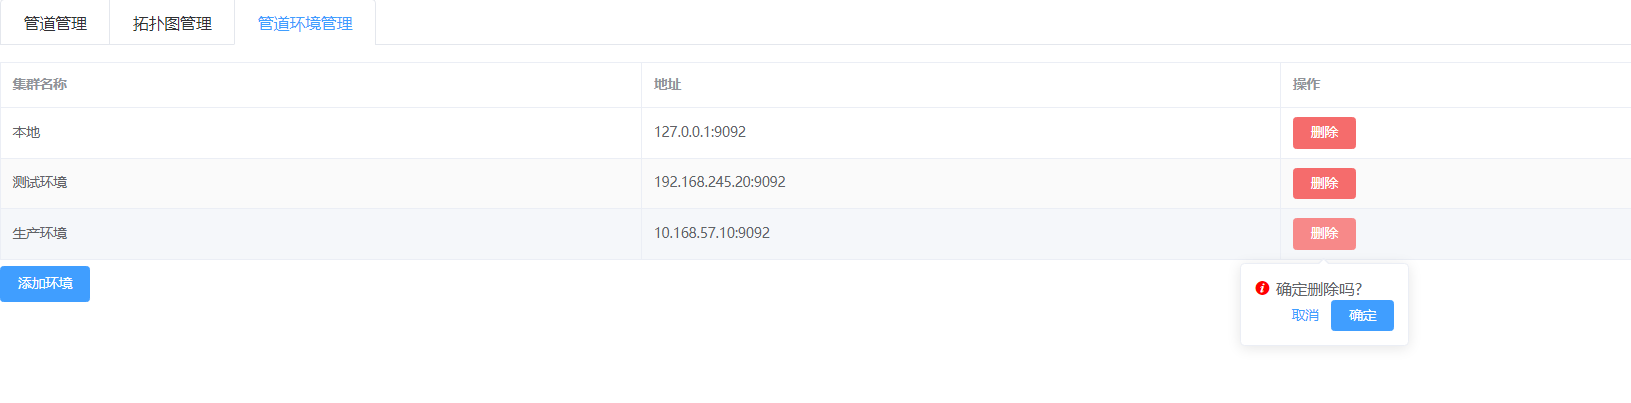 管道管理 拓扑图管理 管道环境管理
集群名称 地址 操作
本地 127.0.0.1:9092 删除
测试环境 192.168.245.20:9092 删除
生产环境 10.168.57.10:9092 删除
添加环境
确定删除吗?
取消 确定